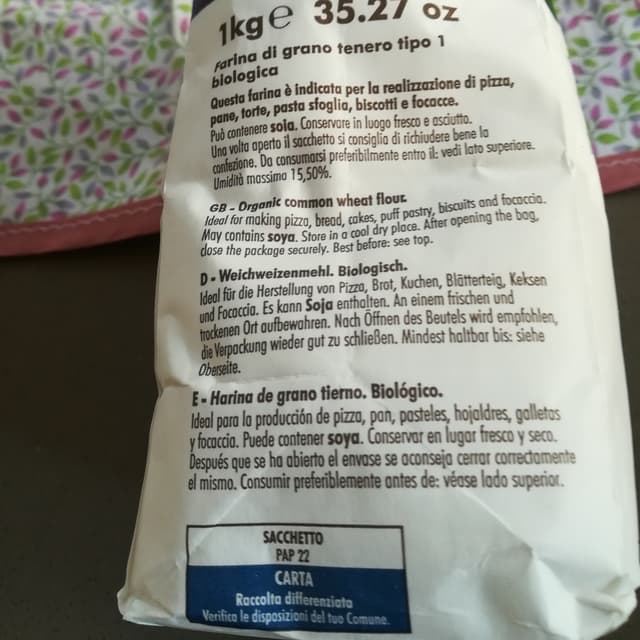 1kg e 35.27 oz
Farina di grano tenero tipo 1
biologica
Questa farina è indicata per la realizzazione di pizza,
pane, torte, pasta sfoglia, biscotti e focacce.
Può contenere soia. Conservare in luogo fresco e asciutto.
Una volta aperto il sacchetto si consiglia di richiudere bene la
confezione. Da consumarsi preferibilmente entro il: vedi lato superiore.
Umidità massima 15,50%.
GB - Organic common wheat flour.
Ideal for making pizza, bread, cakes, puff pastry, biscuits and focaccia.
May contains soya. Store in a cool dry place. After opening the bag,
close the package securely. Best before: see top.
D - Weichweizenmehl. Biologisch.
Ideal für die Herstellung von Pizza, Brot, Kuchen, Blätterteig, Keksen
und Focaccia. Es kann Soja enthalten. An einem frischen und
trockenen Ort aufbewahren. Nach Öffnen des Beutels wird empfohlen,
die Verpackung wieder gut zu schließen. Mindest haltbar bis: siehe
Oberseite.
E - Harina de grano tierno. Biológico.
Ideal para la producción de pizza, pan, pasteles, hojaldres, galletas
y focaccia. Puede contener soya. Conservar en lugar fresco y seco.
Después que se ha abierto el envase se aconseja cerrar correctamente
el mismo. Consumir preferiblemente antes de: véase lado superior.
SACCHETTO
PAP 22
CARTA
Raccolta differenziata
Verifica le disposizioni del tuo Comune.